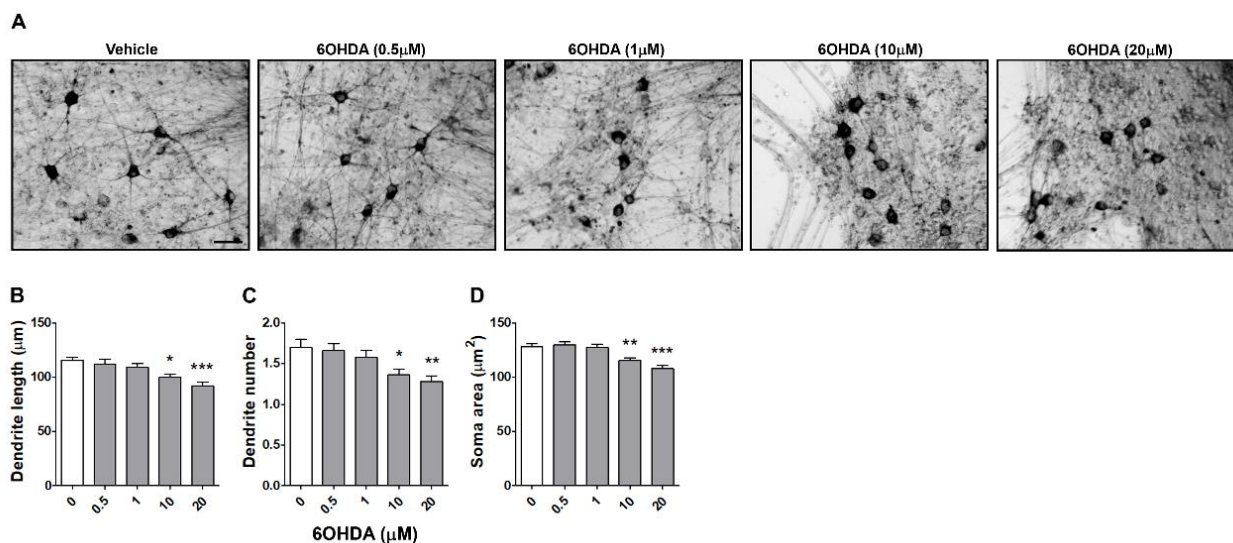 A
Vehicle
6OHDA (0.5μM)
6OHDA (1μM)
6OHDA (10μM)
6OHDA (20μM)
B
Dendrite length (μm)
150
100
50
0
*
***
0
0.5
1
10
20
C
Dendrite number
2.0
1.5
1.0
0.5
0.0
*
**
0
0.5
1
10
20
6OHDA (μM)
D
Soma area (μm²)
150
100
50
0
**
***
0
0.5
1
10
20